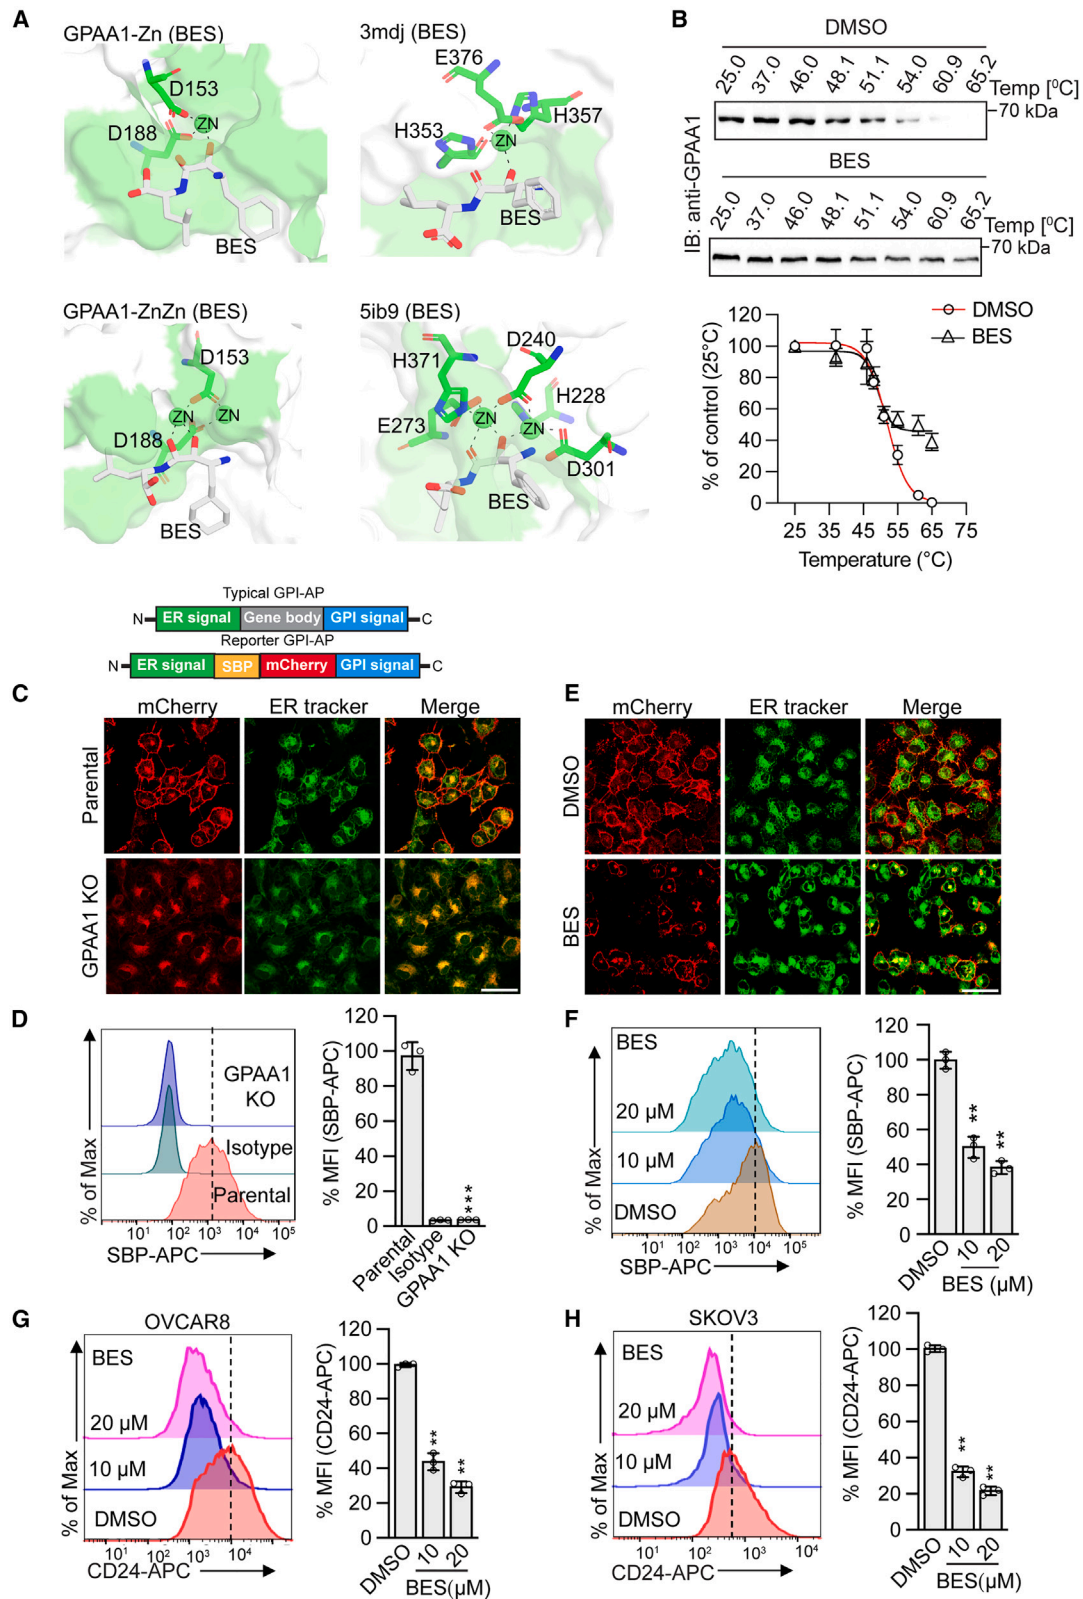 A
GPAA1-Zn (BES)
D153
D188
ZN
BES
3mdj (BES)
E376
H357
H353
ZN
BES
GPAA1-ZnZn (BES)
D153
ZN
ZN
D188
BES
5ib9 (BES)
D240
H371
H228
E273
ZN
ZN
D301
BES
B
DMSO
25.0 37.0 46.0 48.1 51.1 54.0 60.9 65.2 Temp [⁰C]
70 kDa
BES
25.0 37.0 46.0 48.1 51.1 54.0 60.9 65.2 Temp [⁰C]
70 kDa
IB: anti-GPAA1
DMSO
BES
% of control (25°C)
120
100
80
60
40
20
0
25 35 45 55 65 75
Temperature (°C)
Typical GPI-AP
N ER signal Gene body GPI signal C
Reporter GPI-AP
N ER signal SBP mCherry GPI signal C
C
mCherry ER tracker Merge
Parental
GPAA1 KO
E
mCherry ER tracker Merge
DMSO
BES
D
% of Max
GPAA1
KO
Isotype
Parental
10¹ 10² 10³ 10⁴ 10⁵
SBP-APC
% MFI (SBP-APC)
120
100
80
60
40
20
0
***
Parental
Isotype
GPAA1 KO
F
% of Max
BES
20 µM
10 µM
DMSO
10¹ 10² 10³ 10⁴ 10⁵
SBP-APC
% MFI (SBP-APC)
120
100
80
60
40
20
0
**
**
DMSO 10 20
BES (µM)
G
OVCAR8
% of Max
BES
20 µM
10 µM
DMSO
10¹ 10² 10³ 10⁴
CD24-APC
% MFI (CD24-APC)
120
100
80
60
40
20
0
**
**
DMSO 10 20
BES(µM)
H
SKOV3
% of Max
BES
20 µM
10 µM
DMSO
10¹ 10² 10³ 10⁴
CD24-APC
% MFI (CD24-APC)
120
100
80
60
40
20
0
**
**
DMSO 10 20
BES(µM)